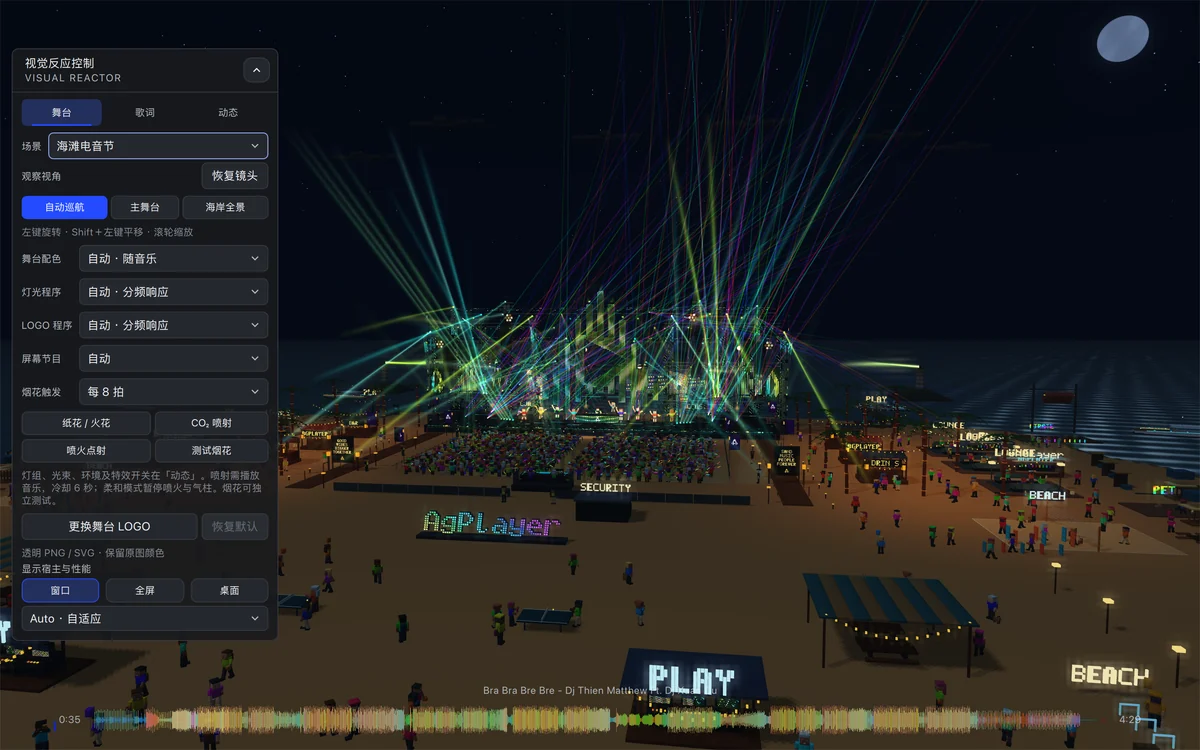 视觉反应控制
VISUAL REACTOR
舞台 歌词 动态
场景 海滩电音节
观察视角 恢复镜头
自动巡航 主舞台 海岸全景
左键旋转 · Shift＋左键平移 · 滚轮缩放
舞台配色 自动 · 随音乐
灯光程序 自动 · 分频响应
LOGO 程序 自动 · 分频响应
屏幕节目 自动
烟花触发 每 8 拍
纸花 / 火花 CO₂ 喷射
喷火点射 测试烟花
灯组、光束、环境及特效开关在「动态」。喷射需播放
音乐，冷却 6 秒；柔和模式暂停喷火与气柱。烟花可独
立测试。
更换舞台 LOGO 恢复默认
透明 PNG / SVG · 保留原图颜色
显示宿主与性能
窗口 全屏 桌面
Auto · 自适应
PLAY
LOUNGE
AGPLAYER
AGPLAYER
SECURITY
BEACH
PET
AgPlayer
PLAY
BEACH
Bra Bra Bre Bre - Dj Thien Matthew
0:35
4:29